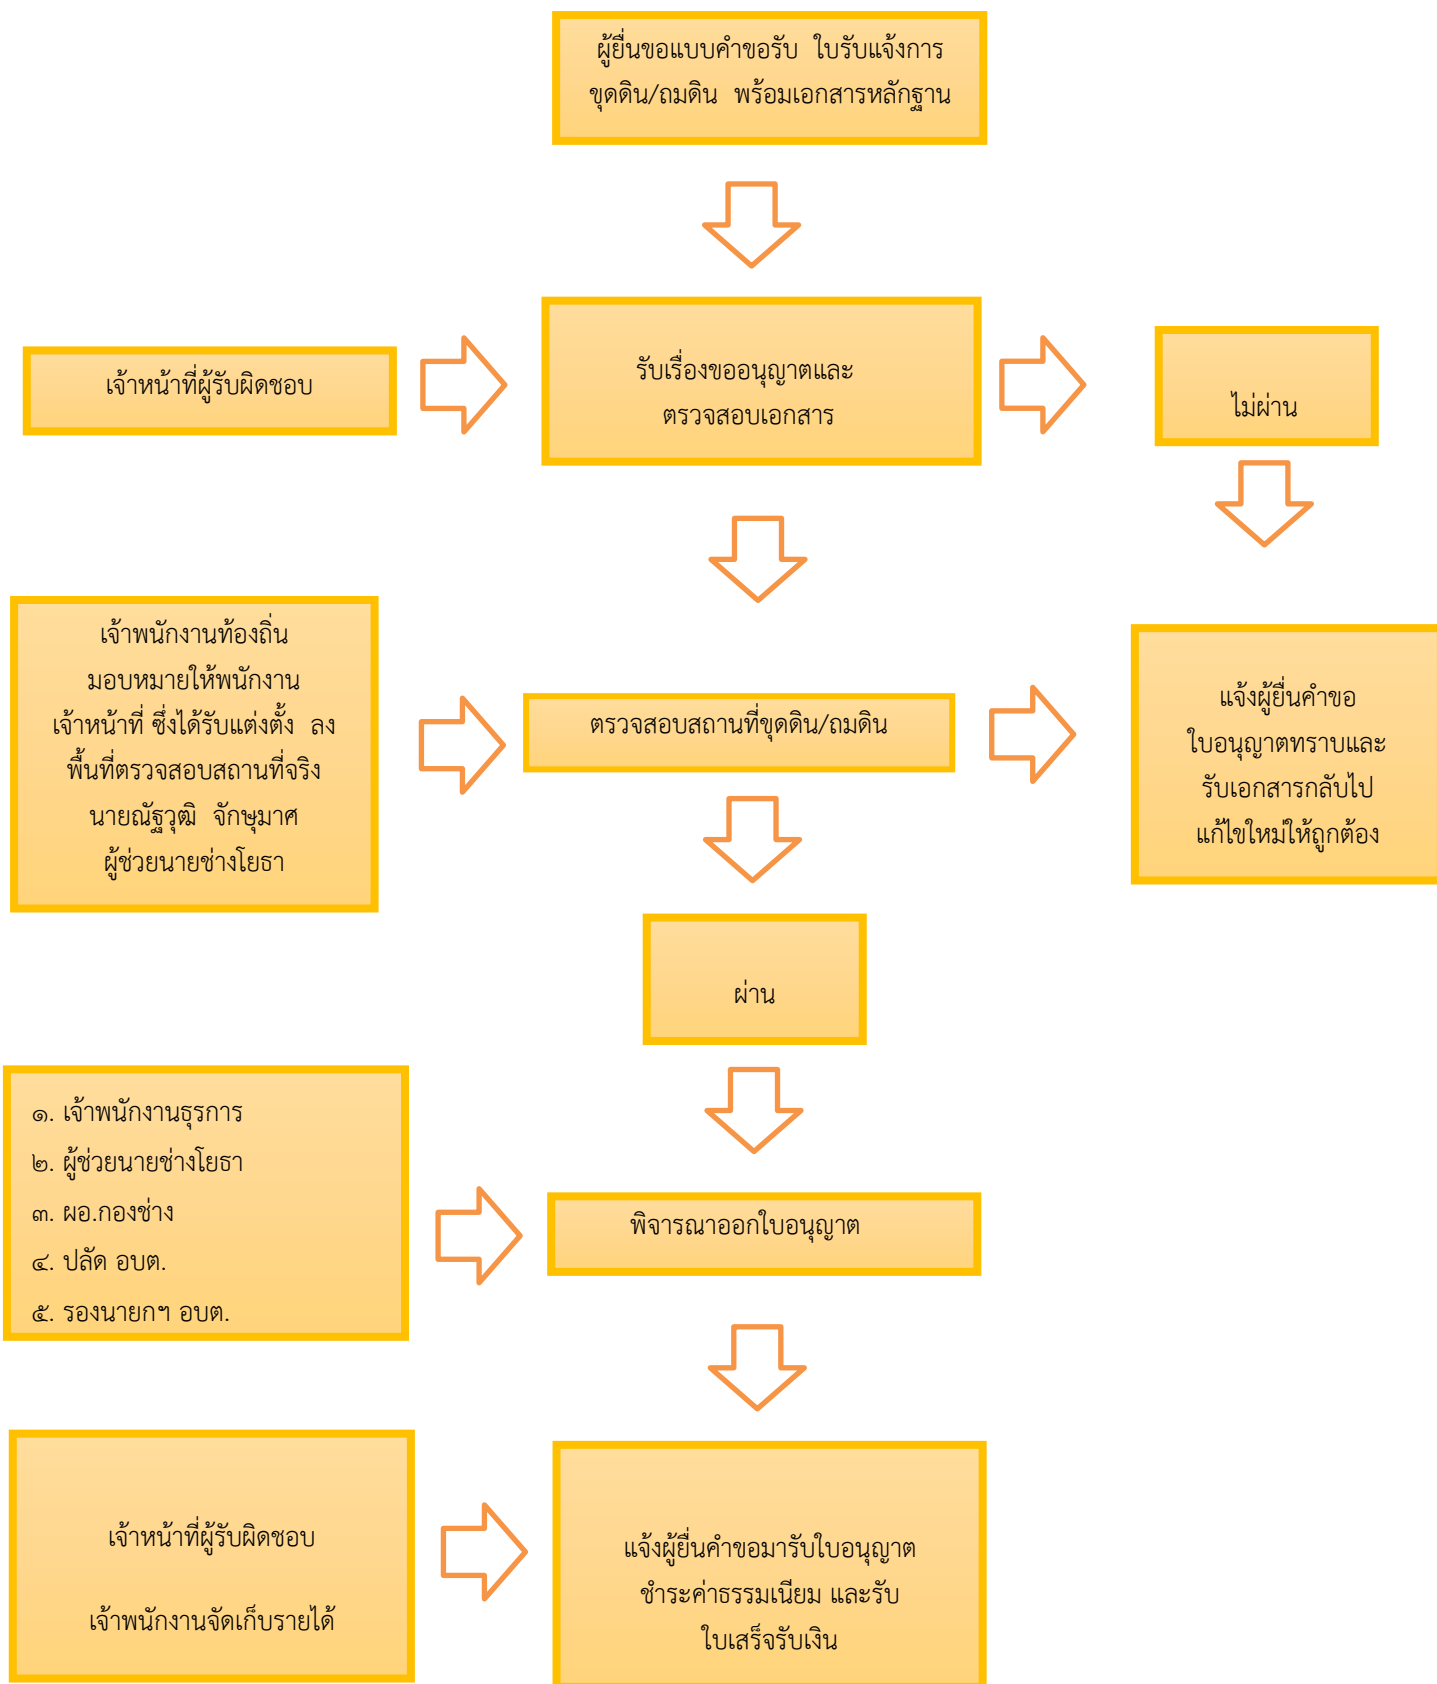 ผู้ยื่นขอแบบคำขอรับ ใบรับแจ้งการ
ขุดดิน/ถมดิน พร้อมเอกสารหลักฐาน
เจ้าหน้าที่ผู้รับผิดชอบ
รับเรื่องขออนุญาตและ
ตรวจสอบเอกสาร
ไม่ผ่าน
เจ้าพนักงานท้องถิ่น
มอบหมายให้พนักงาน
เจ้าหน้าที่ ซึ่งได้รับแต่งตั้ง ลง
พื้นที่ตรวจสอบสถานที่จริง
นายณัฐวุฒิ จักษุมาศ
ผู้ช่วยนายช่างโยธา
ตรวจสอบสถานที่ขุดดิน/ถมดิน
แจ้งผู้ยื่นคำขอ
ใบอนุญาตทราบและ
รับเอกสารกลับไป
แก้ไขใหม่ให้ถูกต้อง
ผ่าน
๑. เจ้าพนักงานธุรการ
๒. ผู้ช่วยนายช่างโยธา
๓. ผอ.กองช่าง
๔. ปลัด อบต.
๕. รองนายกฯ อบต.
พิจารณาออกใบอนุญาต
เจ้าหน้าที่ผู้รับผิดชอบ
เจ้าพนักงานจัดเก็บรายได้
แจ้งผู้ยื่นคำขอมารับใบอนุญาต
ชำระค่าธรรมเนียม และรับ
ใบเสร็จรับเงิน